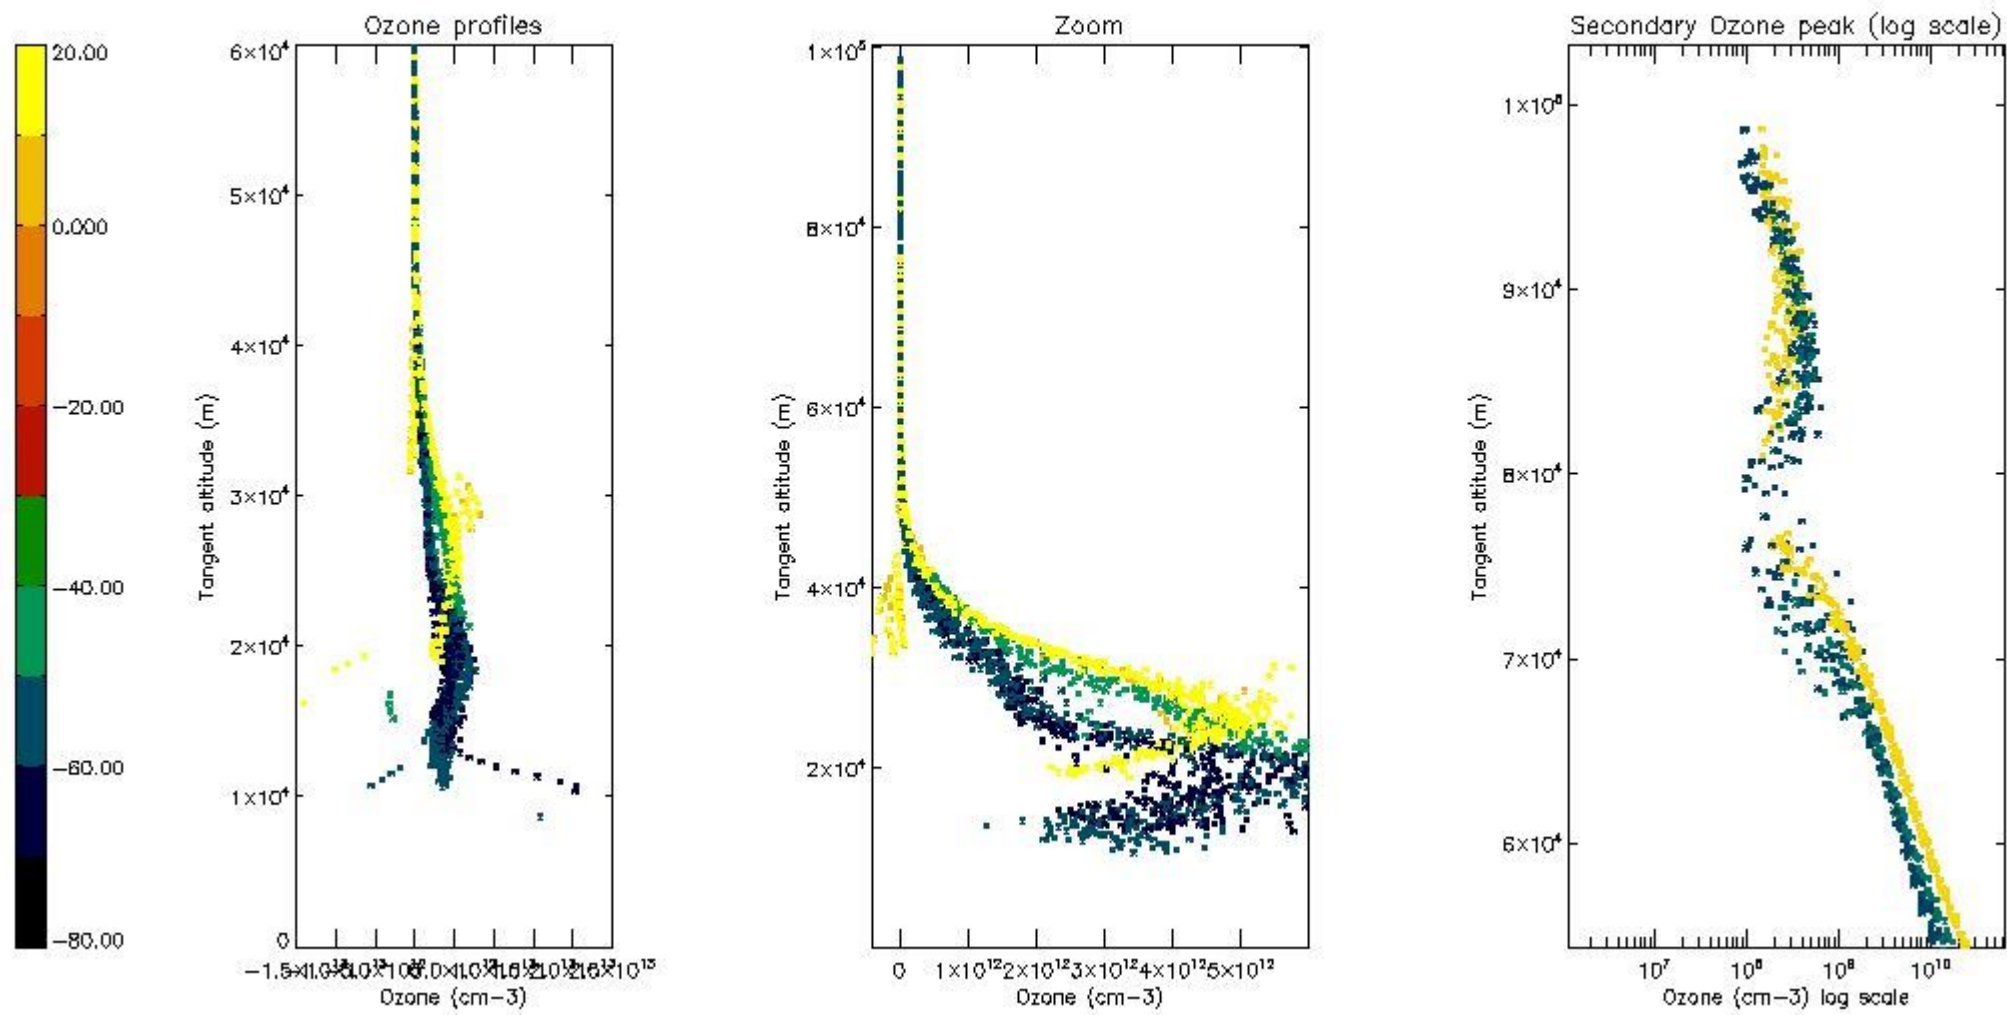 Ozone profiles
Zoom
Secondary Ozone peak (log scale)
20.00
0.000
−20.00
−40.00
−60.00
−80.00
6×10⁴
5×10⁴
4×10⁴
3×10⁴
2×10⁴
1×10⁴
0
Tangent altitude (m)
Ozone (cm−3)
1×10⁵
8×10⁴
6×10⁴
4×10⁴
2×10⁴
Tangent altitude (m)
0 1×10¹² 2×10¹² 3×10¹² 4×10¹² 5×10¹²
Ozone (cm−3)
9×10⁴
8×10⁴
7×10⁴
6×10⁴
Tangent altitude (m)
10⁷ 10⁸ 10⁹ 10¹⁰
Ozone (cm−3) log scale